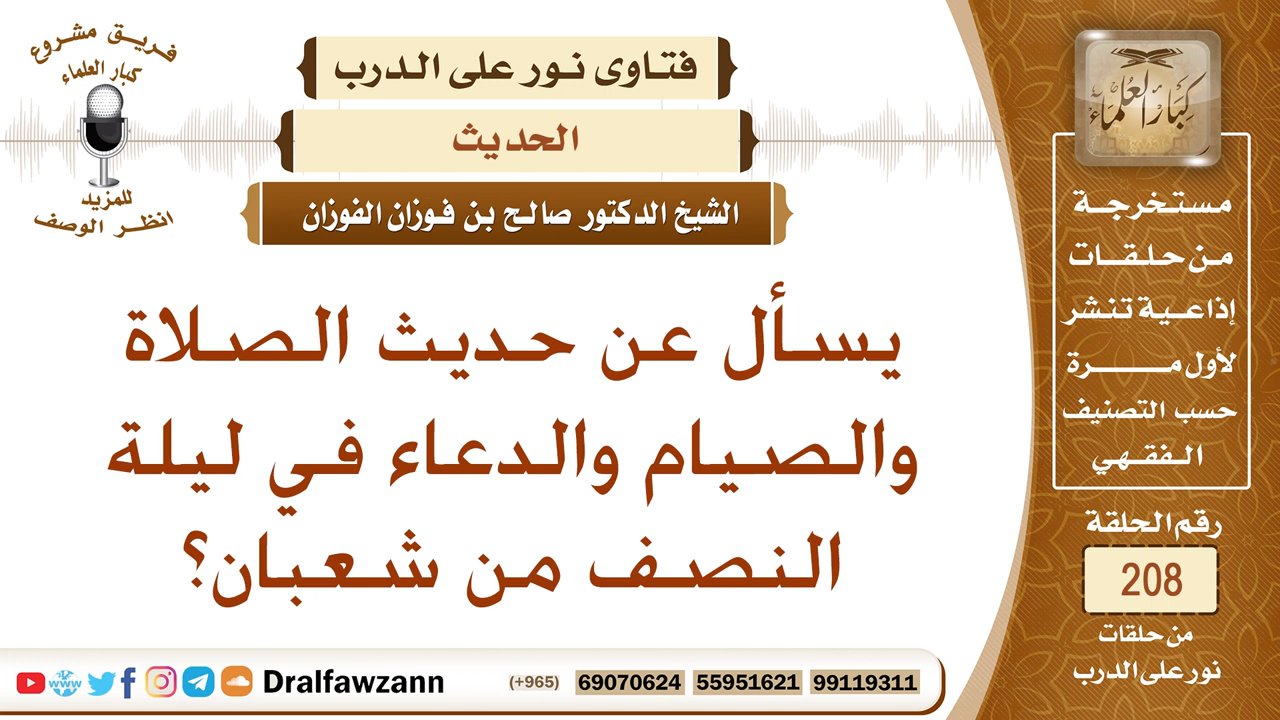 فريق مشروع
كبار العلماء
للمزيد
انظر الوصف
فتاوى نور على الدرب
الحديث
الشيخ الدكتور صالح بن فوزان الفوزان
يسأل عن حديث الصلاة
والصيام والدعاء في ليلة
النصف من شعبان؟
كبار العلماء
مستخرجة
من حلقات
إذاعية تنشر
لأول مرة
حسب التصنيف
الفقهي
رقم الحلقة
208
من حلقات
نور على الدرب
www
Dralfawzann
(+965) 69070624 55951621 99119311